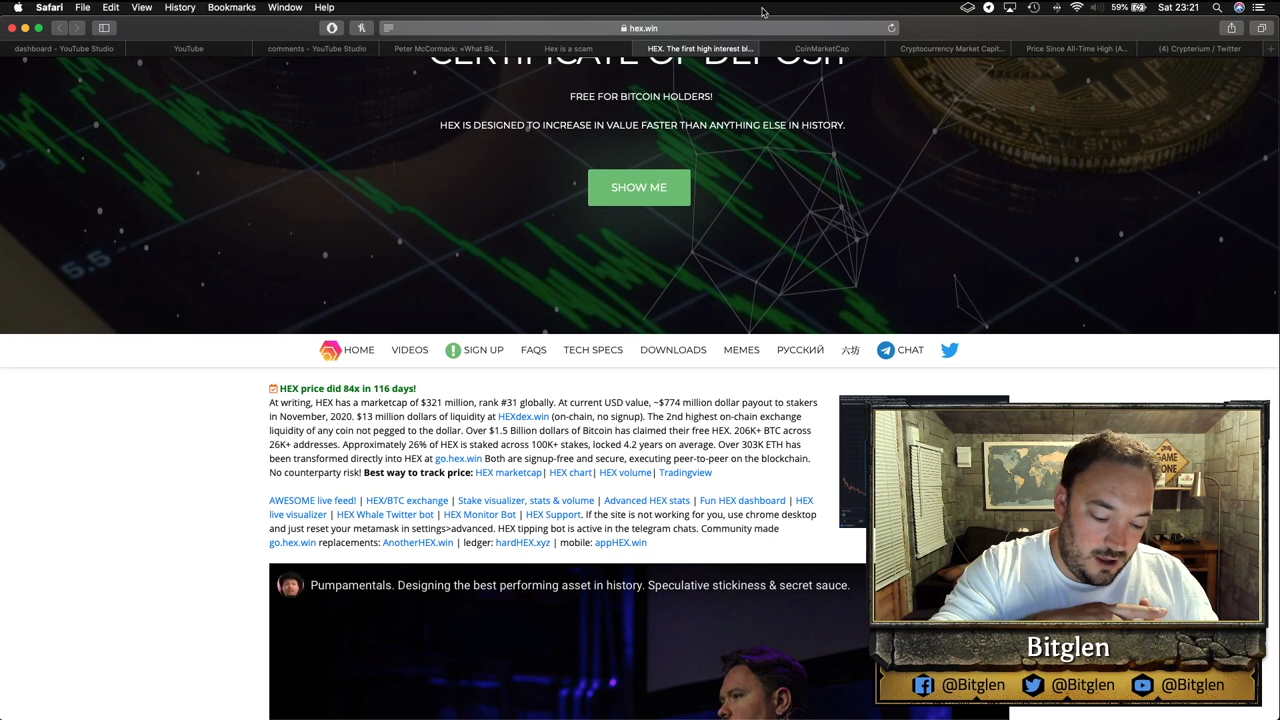 Safari File Edit View History Bookmarks Window Help 59% Sat 23:21
hex.win
dashboard - YouTube Studio YouTube comments - YouTube Studio Peter McCormack: «What Bit... Hex is a scam HEX. The first high interest bl... CoinMarketCap Cryptocurrency Market Capit... Price Since All-Time High (A... (4) Crypterium / Twitter
CERTIFICATE OF DEPOSIT
FREE FOR BITCOIN HOLDERS!
HEX IS DESIGNED TO INCREASE IN VALUE FASTER THAN ANYTHING ELSE IN HISTORY.
SHOW ME
5.5
HOME VIDEOS SIGN UP FAQS TECH SPECS DOWNLOADS MEMES РУССКИЙ 六坊 CHAT
HEX price did 84x in 116 days!
At writing, HEX has a marketcap of $321 million, rank #31 globally. At current USD value, ~$774 million dollar payout to stakers
in November, 2020. $13 million dollars of liquidity at HEXdex.win (on-chain, no signup). The 2nd highest on-chain exchange
liquidity of any coin not pegged to the dollar. Over $1.5 Billion dollars of Bitcoin has claimed their free HEX. 206K+ BTC across
26K+ addresses. Approximately 26% of HEX is staked across 100K+ stakes, locked 4.2 years on average. Over 303K ETH has
been transformed directly into HEX at go.hex.win Both are signup-free and secure, executing peer-to-peer on the blockchain.
No counterparty risk! Best way to track price: HEX marketcap| HEX chart| HEX volume| Tradingview
AWESOME live feed! | HEX/BTC exchange | Stake visualizer, stats & volume | Advanced HEX stats | Fun HEX dashboard | HEX
live visualizer | HEX Whale Twitter bot | HEX Monitor Bot | HEX Support. If the site is not working for you, use chrome desktop
and just reset your metamask in settings>advanced. HEX tipping bot is active in the telegram chats. Community made
go.hex.win replacements: AnotherHEX.win | ledger: hardHEX.xyz | mobile: appHEX.win
Pumpamentals. Designing the best performing asset in history. Speculative stickiness & secret sauce.
GAME
ZONE
Bitglen
@Bitglen @Bitglen @Bitglen